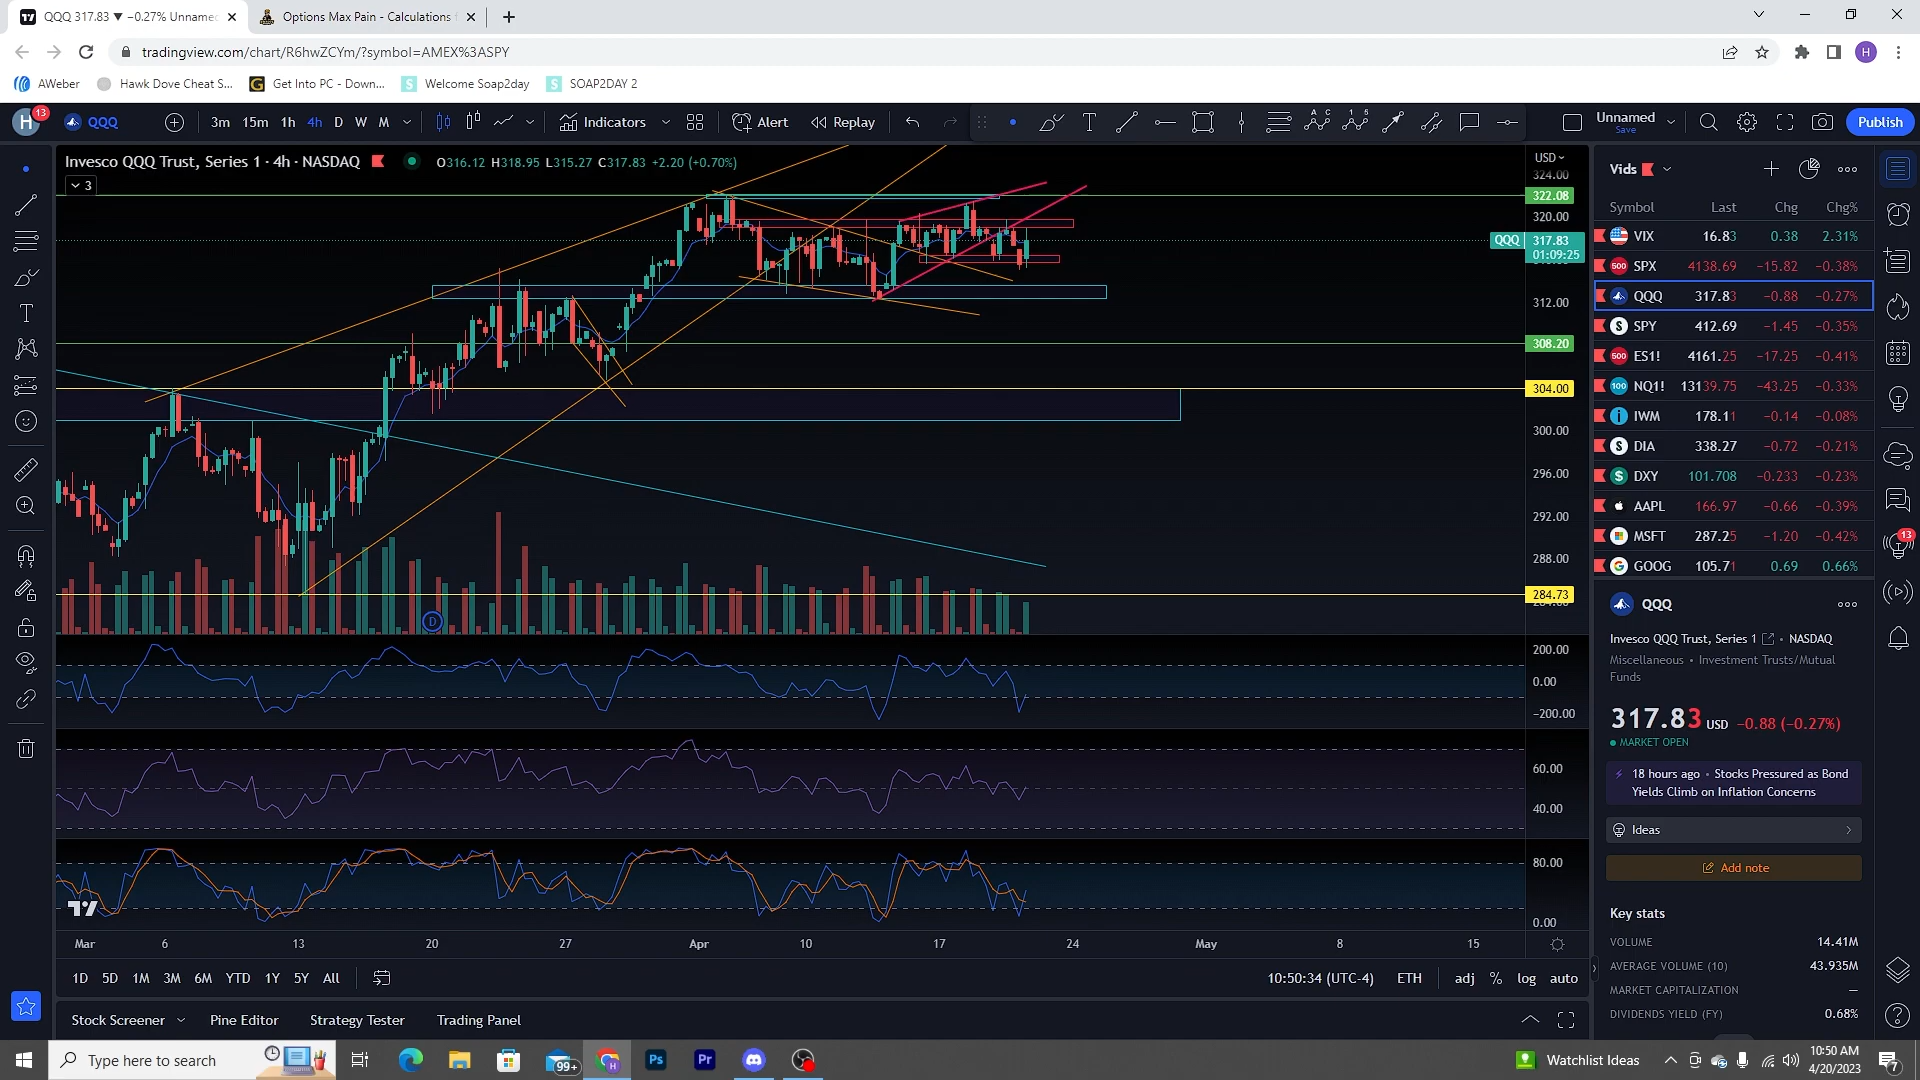 QQQ 317.83 ▼ −0.27% Unname
Options Max Pain - Calculations
tradingview.com/chart/R6hwZCYm/?symbol=AMEX%3ASPY
H
AWeber
Hawk Dove Cheat S...
Get Into PC - Down...
Welcome Soap2day
SOAP2DAY 2
H 13
QQQ
3m 15m 1h 4h D W M
Indicators
Alert
Replay
Unnamed
Save
Publish
Invesco QQQ Trust, Series 1 · 4h · NASDAQ
O316.12 H318.95 L315.27 C317.83 +2.20 (+0.70%)
3
USD
324.00
322.08
320.00
QQQ 317.83
01:09:25
312.00
308.20
304.00
300.00
296.00
292.00
288.00
284.73
D
200.00
0.00
−200.00
60.00
40.00
80.00
0.00
Mar 6 13 20 27 Apr 10 17 24 May 8 15
1D 5D 1M 3M 6M YTD 1Y 5Y All
10:50:34 (UTC-4) ETH adj % log auto
Stock Screener
Pine Editor
Strategy Tester
Trading Panel
Vids
Symbol Last Chg Chg%
VIX 16.83 0.38 2.31%
500 SPX 4138.69 −15.82 −0.38%
QQQ 317.83 −0.88 −0.27%
S SPY 412.69 −1.45 −0.35%
500 ES1! 4161.25 −17.25 −0.41%
100 NQ1! 13139.75 −43.25 −0.33%
IWM 178.11 −0.14 −0.08%
S DIA 338.27 −0.72 −0.21%
$ DXY 101.708 −0.233 −0.23%
AAPL 166.97 −0.66 −0.39%
MSFT 287.25 −1.20 −0.42%
G GOOG 105.71 0.69 0.66%
13
QQQ
Invesco QQQ Trust, Series 1 • NASDAQ
Miscellaneous • Investment Trusts/Mutual
Funds
317.83 USD −0.88 (−0.27%)
MARKET OPEN
18 hours ago • Stocks Pressured as Bond
Yields Climb on Inflation Concerns
Ideas
Add note
Key stats
VOLUME 14.41M
AVERAGE VOLUME (10) 43.935M
MARKET CAPITALIZATION —
DIVIDENDS YIELD (FY) 0.68%
Type here to search
99+
Ps
Pr
Watchlist Ideas
10:50 AM
4/20/2023
7